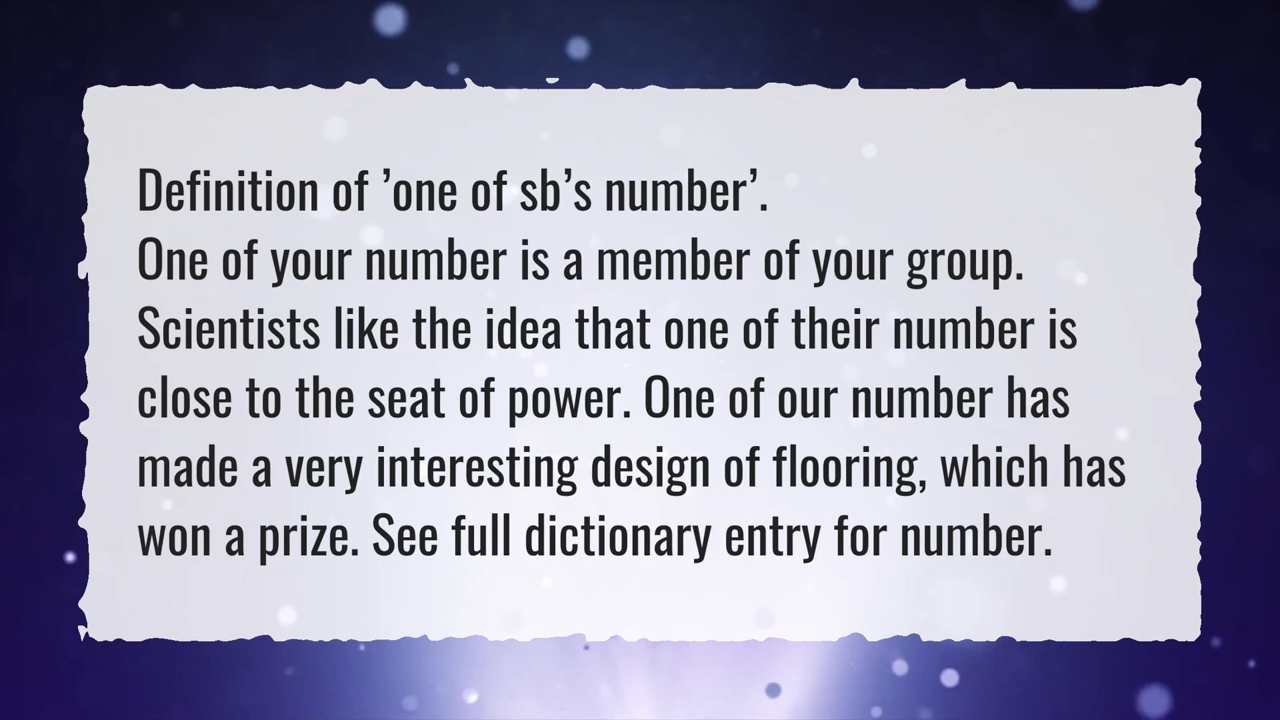 Definition of ’one of sb’s number’.
One of your number is a member of your group.
Scientists like the idea that one of their number is
close to the seat of power. One of our number has
made a very interesting design of flooring, which has
won a prize. See full dictionary entry for number.